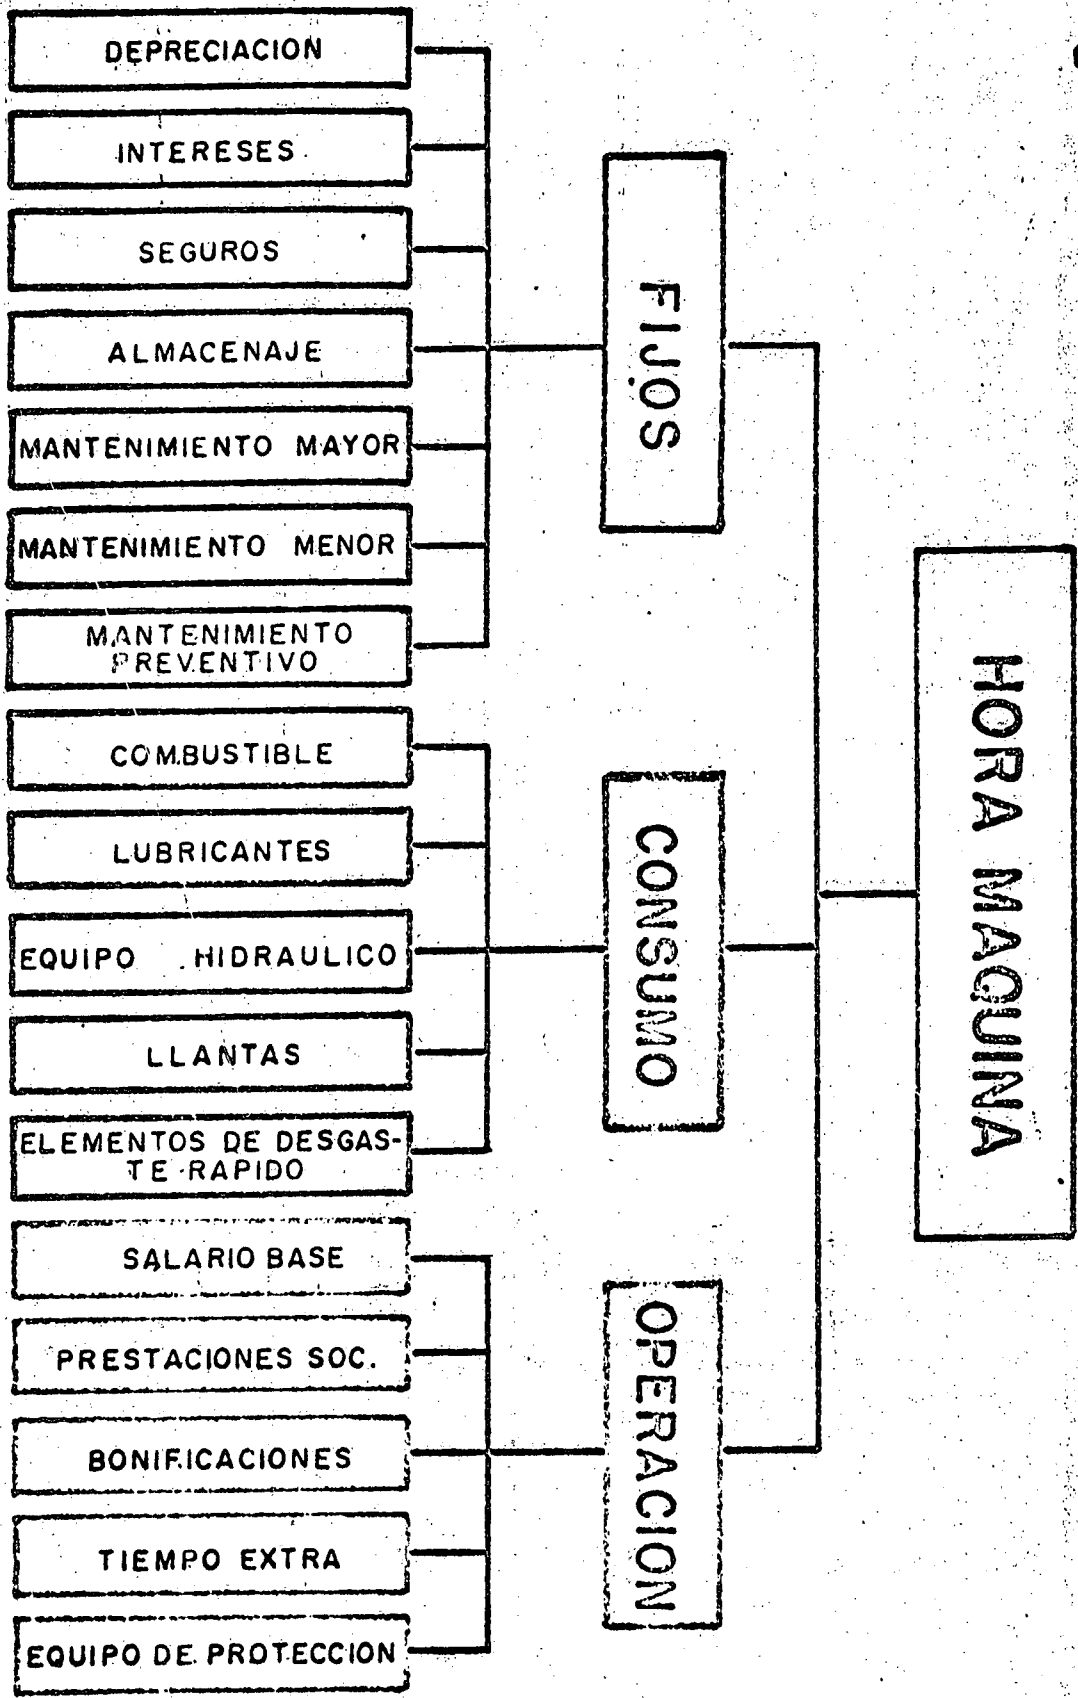 DEPRECIACION
INTERESES
SEGUROS
ALMACENAJE
MANTENIMIENTO MAYOR
MANTENIMIENTO MENOR
MANTENIMIENTO
PREVENTIVO
FIJOS
COMBUSTIBLE
LUBRICANTES
EQUIPO HIDRAULICO
LLANTAS
ELEMENTOS DE DESGAS-
TE RAPIDO
CONSUMO
SALARIO BASE
PRESTACIONES SOC.
BONIFICACIONES
TIEMPO EXTRA
EQUIPO DE PROTECCION
OPERACION
HORA MAQUINA